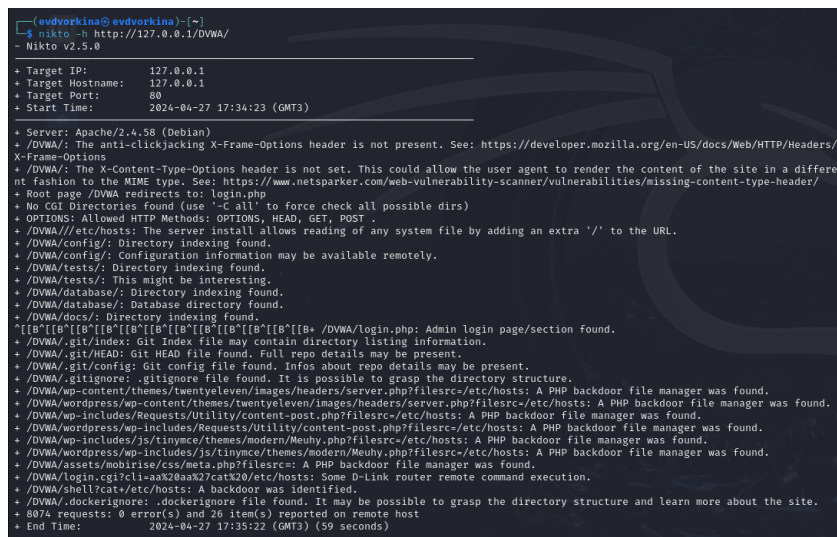 ┌──(evdvorkina㉿evdvorkina)-[~]
└─$ nikto -h http://127.0.0.1/DVWA/
- Nikto v2.5.0
---------------------------------------------------------------------------
+ Target IP:          127.0.0.1
+ Target Hostname:    127.0.0.1
+ Target Port:        80
+ Start Time:         2024-04-27 17:34:23 (GMT3)
---------------------------------------------------------------------------
+ Server: Apache/2.4.58 (Debian)
+ /DVWA/: The anti-clickjacking X-Frame-Options header is not present. See: https://developer.mozilla.org/en-US/docs/Web/HTTP/Headers/
X-Frame-Options
+ /DVWA/: The X-Content-Type-Options header is not set. This could allow the user agent to render the content of the site in a differe
nt fashion to the MIME type. See: https://www.netsparker.com/web-vulnerability-scanner/vulnerabilities/missing-content-type-header/
+ Root page /DVWA redirects to: login.php
+ No CGI Directories found (use '-C all' to force check all possible dirs)
+ OPTIONS: Allowed HTTP Methods: OPTIONS, HEAD, GET, POST .
+ /DVWA///etc/hosts: The server install allows reading of any system file by adding an extra '/' to the URL.
+ /DVWA/config/: Directory indexing found.
+ /DVWA/config/: Configuration information may be available remotely.
+ /DVWA/tests/: Directory indexing found.
+ /DVWA/tests/: This might be interesting.
+ /DVWA/database/: Directory indexing found.
+ /DVWA/database/: Database directory found.
+ /DVWA/docs/: Directory indexing found.
^[[B^[[B^[[B^[[B^[[B^[[B^[[B^[[B^[[B^[[B^[[B^[[B+ /DVWA/login.php: Admin login page/section found.
+ /DVWA/.git/index: Git Index file may contain directory listing information.
+ /DVWA/.git/HEAD: Git HEAD file found. Full repo details may be present.
+ /DVWA/.git/config: Git config file found. Infos about repo details may be present.
+ /DVWA/.gitignore: .gitignore file found. It is possible to grasp the directory structure.
+ /DVWA/wp-content/themes/twentyeleven/images/headers/server.php?filesrc=/etc/hosts: A PHP backdoor file manager was found.
+ /DVWA/wordpress/wp-content/themes/twentyeleven/images/headers/server.php?filesrc=/etc/hosts: A PHP backdoor file manager was found.
+ /DVWA/wp-includes/Requests/Utility/content-post.php?filesrc=/etc/hosts: A PHP backdoor file manager was found.
+ /DVWA/wordpress/wp-includes/Requests/Utility/content-post.php?filesrc=/etc/hosts: A PHP backdoor file manager was found.
+ /DVWA/wp-includes/js/tinymce/themes/modern/Meuhy.php?filesrc=/etc/hosts: A PHP backdoor file manager was found.
+ /DVWA/wordpress/wp-includes/js/tinymce/themes/modern/Meuhy.php?filesrc=/etc/hosts: A PHP backdoor file manager was found.
+ /DVWA/assets/mobirise/css/meta.php?filesrc=: A PHP backdoor file manager was found.
+ /DVWA/login.cgi?cli=aa%20aa%27cat%20/etc/hosts: Some D-Link router remote command execution.
+ /DVWA/shell?cat+/etc/hosts: A backdoor was identified.
+ /DVWA/.dockerignore: .dockerignore file found. It may be possible to grasp the directory structure and learn more about the site.
+ 8074 requests: 0 error(s) and 26 item(s) reported on remote host
+ End Time:           2024-04-27 17:35:22 (GMT3) (59 seconds)